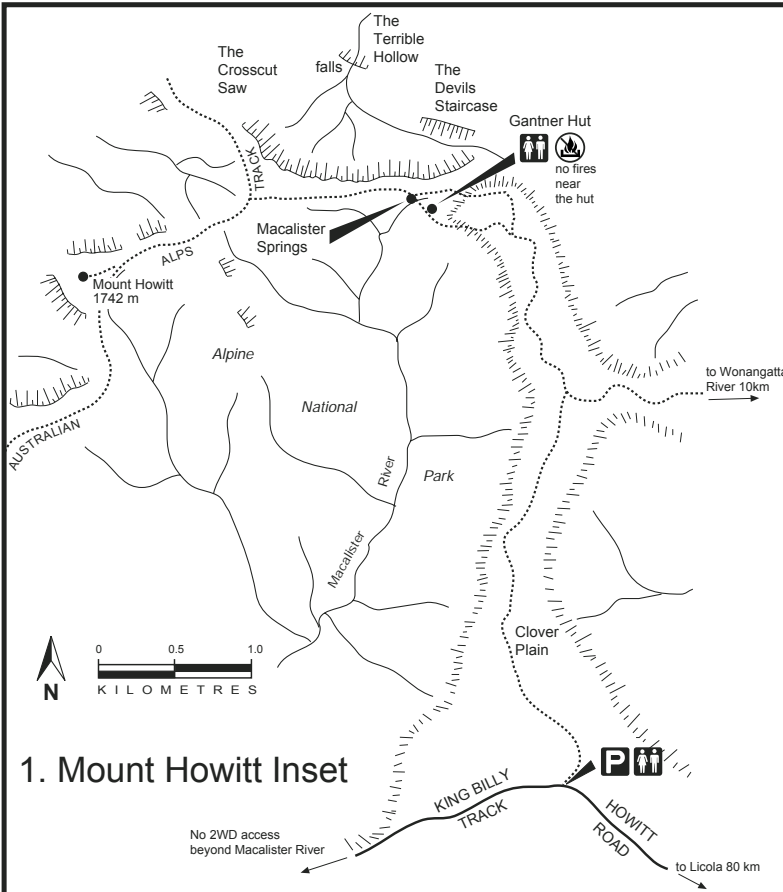 The
Terrible
Hollow
The
Crosscut
Saw
falls
The
Devils
Staircase
Gantner Hut
no fires
near
the hut
TRACK
Macalister
Springs
ALPS
Mount Howitt
1742 m
Alpine
National
Park
to Wonangatta
River 10km
AUSTRALIAN
River
Macalister
Clover
Plain
0 0.5 1.0
KILOMETRES
N
1. Mount Howitt Inset
P
KING BILLY
TRACK
HOWITT
ROAD
No 2WD access
beyond Macalister River
to Licola 80 km